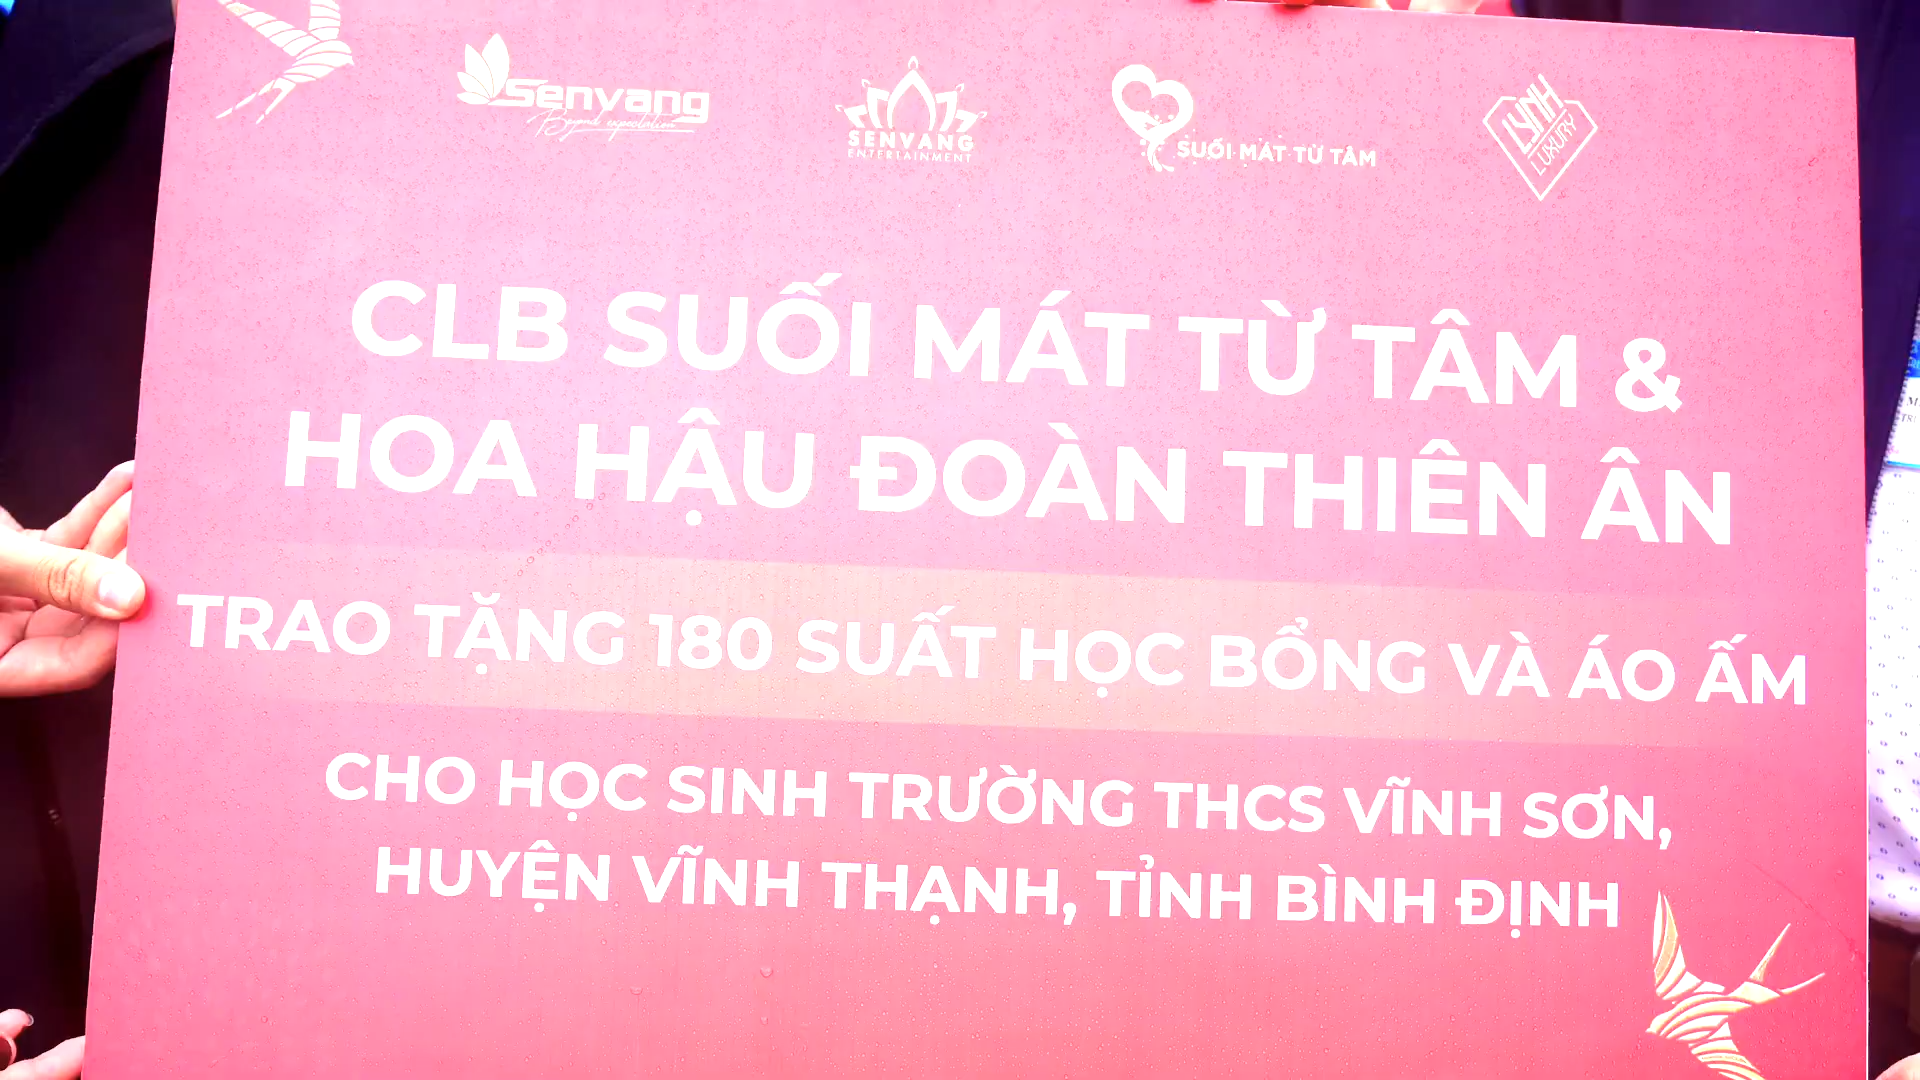 Senvang
Beyond expectation
SENVANG
ENTERTAINMENT
SUỐI MÁT TỪ TÂM
LYNH
LUXURY
CLB SUỐI MÁT TỪ TÂM &
HOA HẬU ĐOÀN THIÊN ÂN
TRAO TẶNG 180 SUẤT HỌC BỔNG VÀ ÁO ẤM
CHO HỌC SINH TRƯỜNG THCS VĨNH SƠN,
HUYỆN VĨNH THẠNH, TỈNH BÌNH ĐỊNH